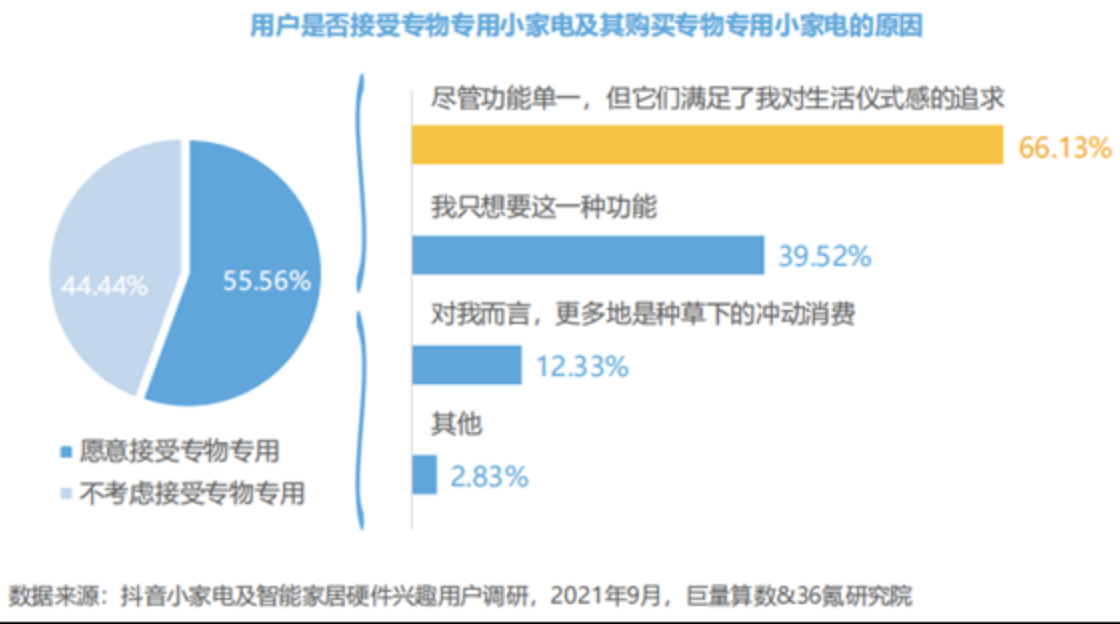 用户是否接受专物专用小家电及其购买专物专用小家电的原因
44.44%
55.56%
愿意接受专物专用
不考虑接受专物专用
尽管功能单一，但它们满足了我对生活仪式感的追求
66.13%
我只想要这一种功能
39.52%
对我而言，更多地是种草下的冲动消费
12.33%
其他
2.83%
数据来源：抖音小家电及智能家居硬件兴趣用户调研，2021年9月，巨量算数&36氪研究院